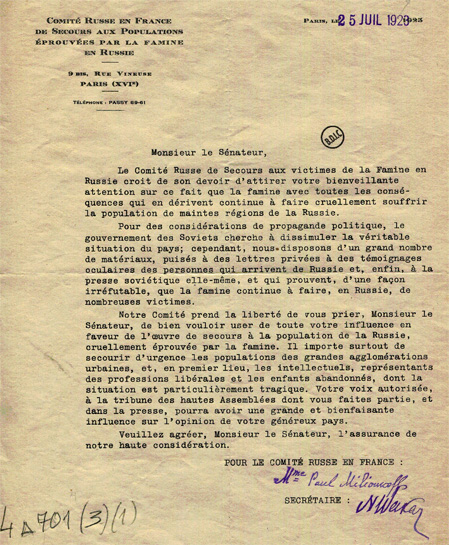 COMITÉ RUSSE EN FRANCE
DE SECOURS AUX POPULATIONS
ÉPROUVÉES PAR LA FAMINE
EN RUSSIE
9 BIS, RUE VINEUSE
PARIS (XVIe)
TÉLÉPHONE : PASSY 69-61
PARIS, LE 25 JUIL 1923
B.D.I.C
Monsieur le Sénateur,
Le Comité Russe de Secours aux victimes de la Famine en
Russie croit de son devoir d'attirer votre bienveillante
attention sur ce fait que la famine avec toutes les consé-
quences qui en dérivent continue à faire cruellement souffrir
la population de maintes régions de la Russie.
Pour des considérations de propagande politique, le
gouvernement des Soviets cherche à dissimuler la véritable
situation du pays; cependant, nous disposons d'un grand nombre
de matériaux, puisés à des lettres privées à des témoignages
oculaires des personnes qui arrivent de Russie et, enfin, à la
presse soviétique elle-même, et qui prouvent, d'une façon
irréfutable, que la famine continue à faire, en Russie, de
nombreuses victimes.
Notre Comité prend la liberté de vous prier, Monsieur le
Sénateur, de bien vouloir user de toute votre influence en
faveur de l'œuvre de secours à la population de la Russie,
cruellement éprouvée par la famine. Il importe surtout de
secourir d'urgence les populations des grandes agglomérations
urbaines, et, en premier lieu, les intellectuels, représentants
des professions libérales et les enfants abandonnés, dont la
situation est particulièrement tragique. Votre voix autorisée,
à la tribune des hautes Assemblées dont vous faites partie, et
dans la presse, pourra avoir une grande et bienfaisante
influence sur l'opinion de votre généreux pays.
Veuillez agréer, Monsieur le Sénateur, l'assurance de
notre haute considération.
POUR LE COMITÉ RUSSE EN FRANCE :
Mme Paul Milioucoff
SECRÉTAIRE :
4 Δ 701 (3)(1)